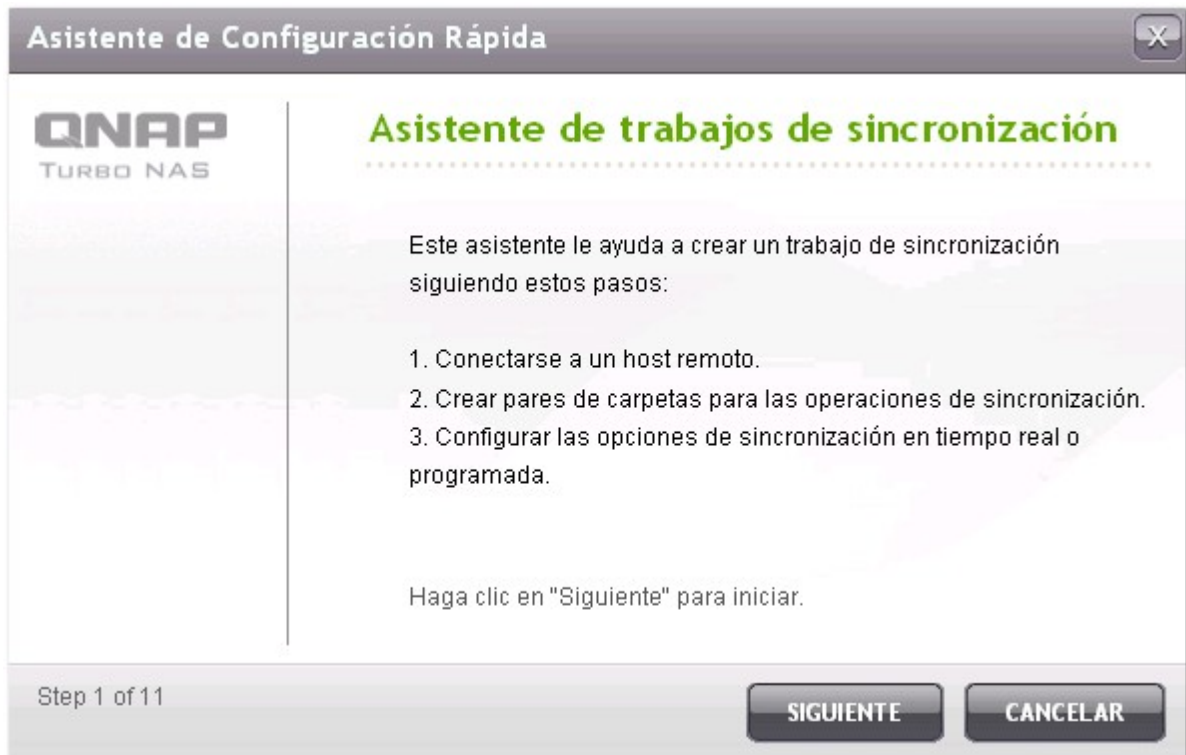 Asistente de Configuración Rápida
X
QNAP
TURBO NAS
Asistente de trabajos de sincronización
Este asistente le ayuda a crear un trabajo de sincronización
siguiendo estos pasos:
1. Conectarse a un host remoto.
2. Crear pares de carpetas para las operaciones de sincronización.
3. Configurar las opciones de sincronización en tiempo real o
programada.
Haga clic en "Siguiente" para iniciar.
Step 1 of 11
SIGUIENTE
CANCELAR